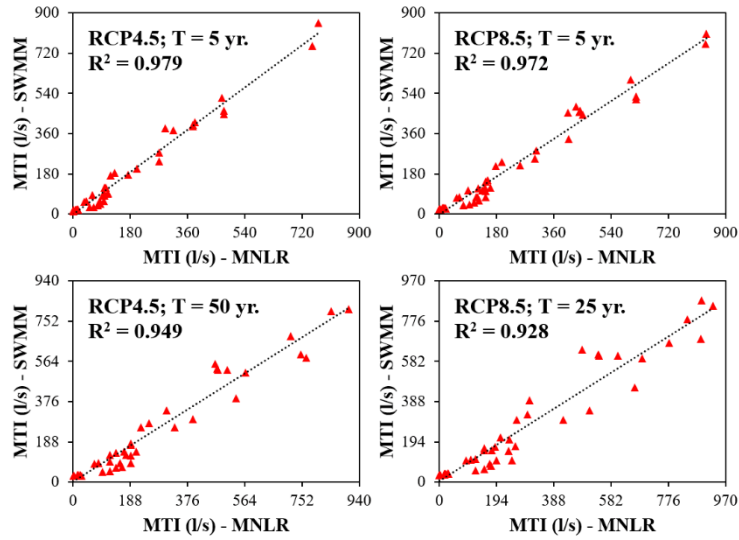 900
720
540
360
180
0
MTI (l/s) - SWMM
RCP4.5; T = 5 yr.
R² = 0.979
0 180 360 540 720 900
MTI (l/s) - MNLR
900
720
540
360
180
0
MTI (l/s) - SWMM
RCP8.5; T = 5 yr.
R² = 0.972
0 180 360 540 720 900
MTI (l/s) - MNLR
940
752
564
376
188
0
MTI (l/s) - SWMM
RCP4.5; T = 50 yr.
R² = 0.949
0 188 376 564 752 940
MTI (l/s) - MNLR
970
776
582
388
194
0
MTI (l/s) - SWMM
RCP8.5; T = 25 yr.
R² = 0.928
0 194 388 582 776 970
MTI (l/s) - MNLR